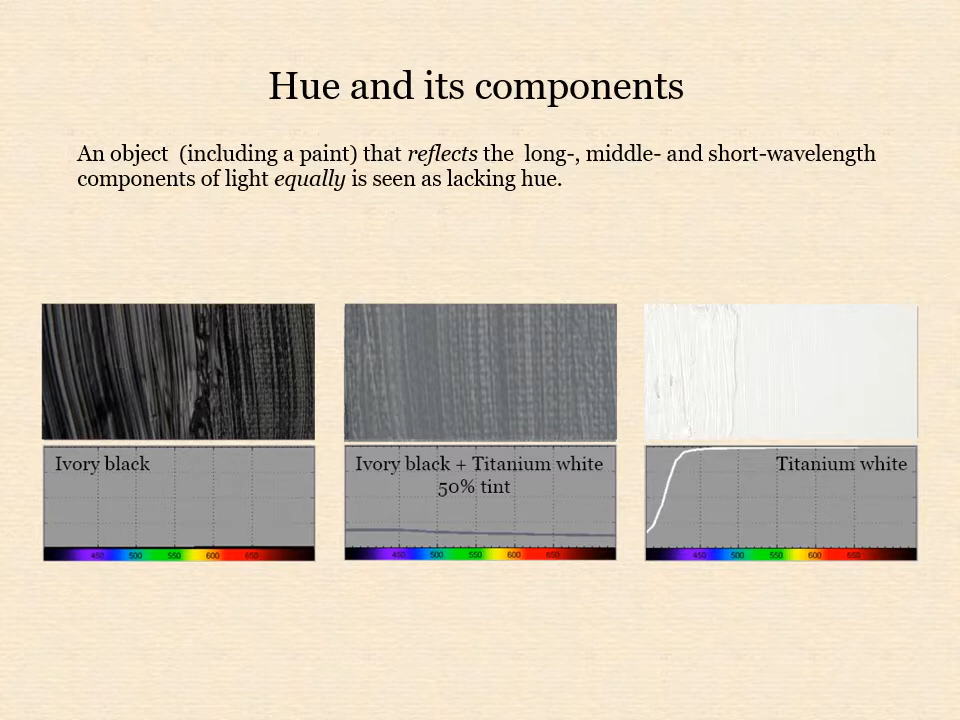 Hue and its components
An object  (including a paint) that reflects the  long-, middle- and short-wavelength
components of light equally is seen as lacking hue.
Ivory black
450 500 550 600 650
Ivory black + Titanium white
50% tint
450 500 550 600 650
Titanium white
450 500 550 600 650